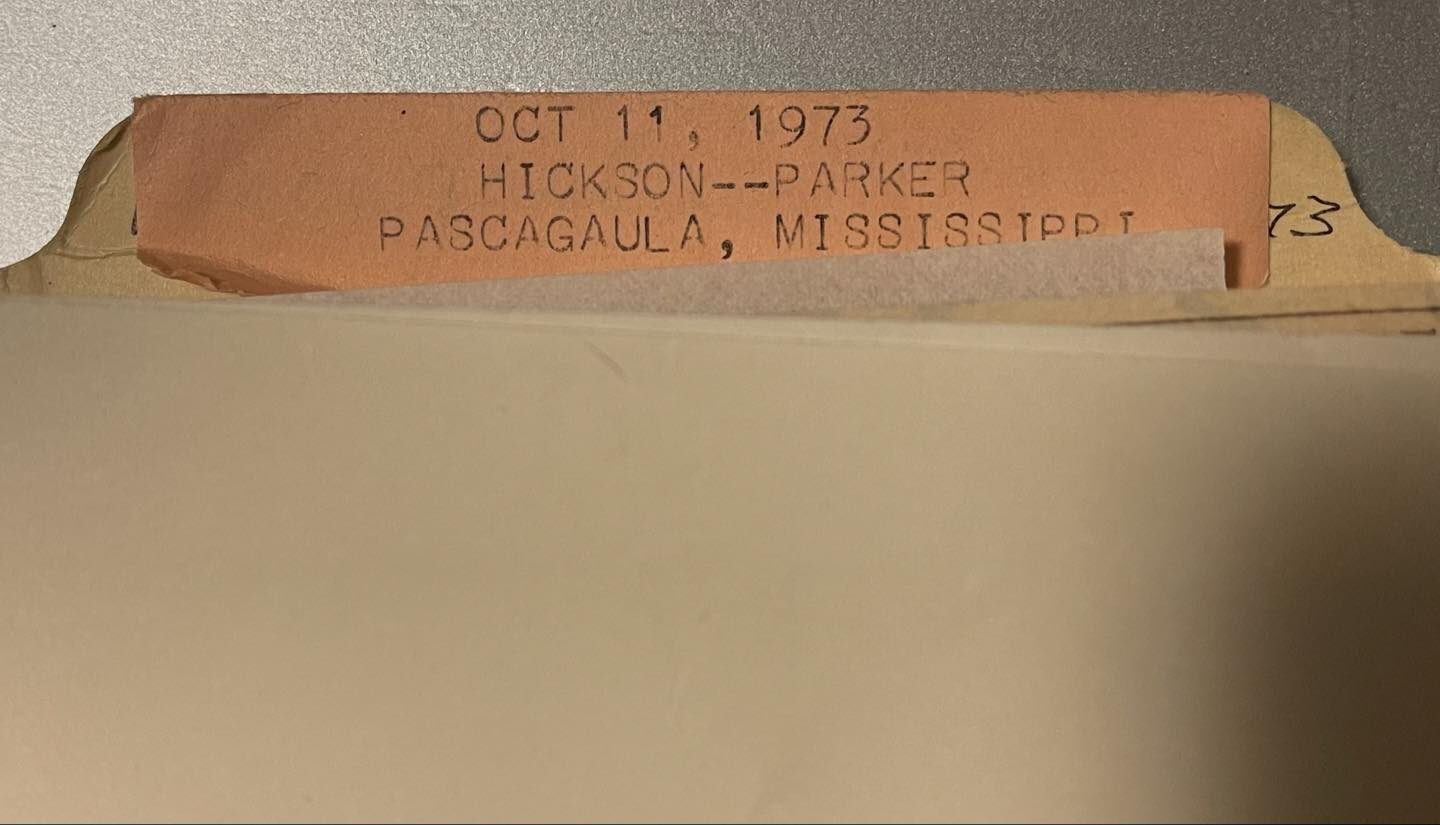 OCT 11, 1973
HICKSON--PARKER
PASCAGAULA, MISSISSIPPI
73